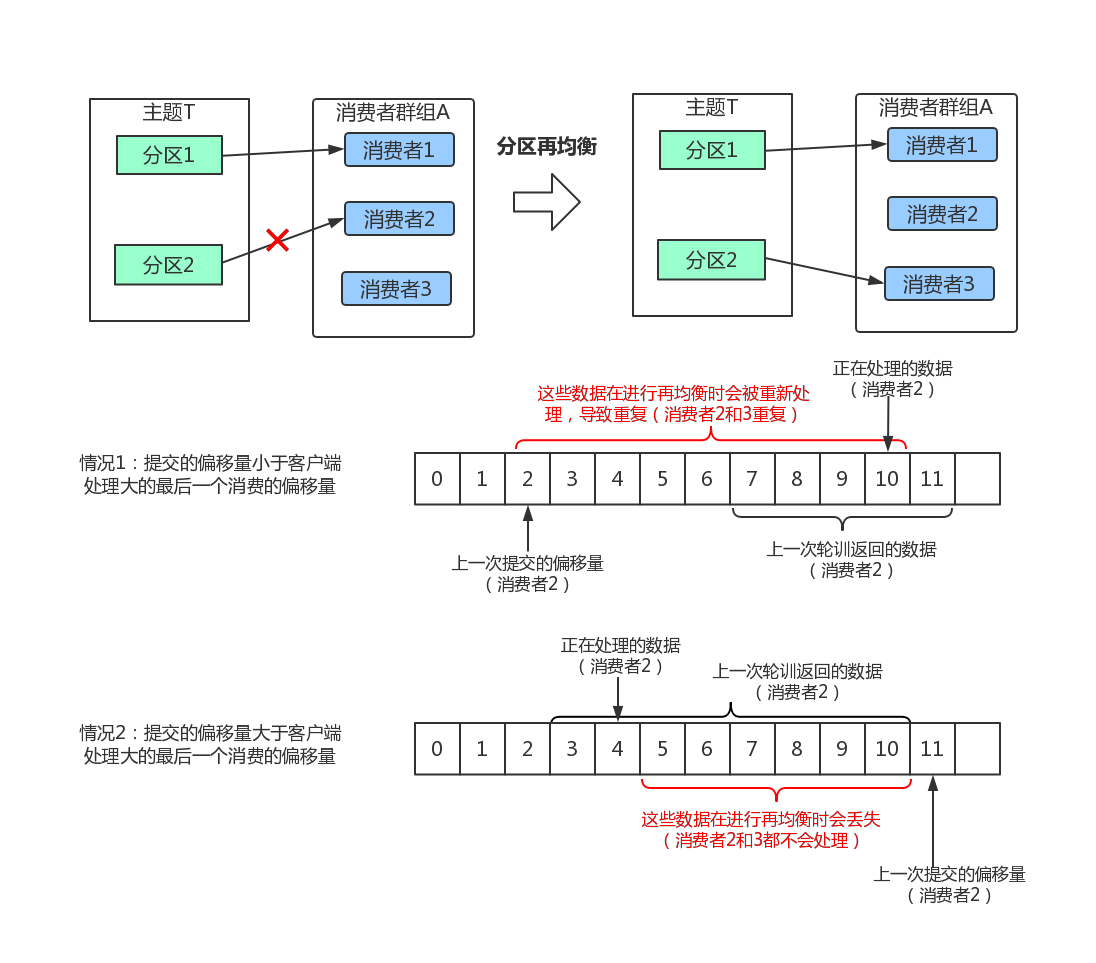 主题T
分区1
分区2
消费者群组A
消费者1
消费者2
消费者3
分区再均衡
主题T
分区1
分区2
消费者群组A
消费者1
消费者2
消费者3
正在处理的数据
（消费者2）
这些数据在进行再均衡时会被重新处
理，导致重复（消费者2和3重复）
情况1：提交的偏移量小于客户端
处理大的最后一个消费的偏移量
0 1 2 3 4 5 6 7 8 9 10 11
上一次轮训返回的数据
（消费者2）
上一次提交的偏移量
（消费者2）
正在处理的数据
（消费者2）
上一次轮训返回的数据
（消费者2）
情况2：提交的偏移量大于客户端
处理大的最后一个消费的偏移量
0 1 2 3 4 5 6 7 8 9 10 11
这些数据在进行再均衡时会丢失
（消费者2和3都不会处理）
上一次提交的偏移量
（消费者2）